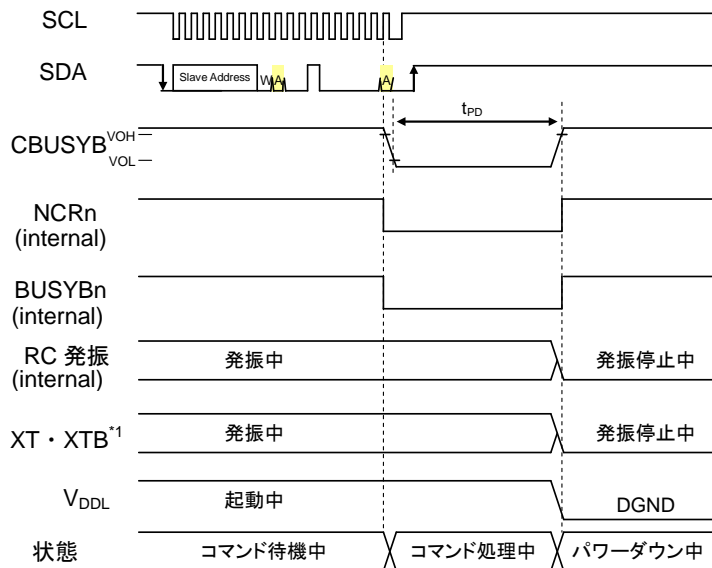 SCL
SDA
Slave Address W A A
tPD
CBUSYB VOH
VOL
NCRn
(internal)
BUSYBn
(internal)
RC 発振
(internal)
発振中 発振停止中
XT・XTB*1 発振中 発振停止中
VDDL 起動中 DGND
状態 コマンド待機中 コマンド処理中 パワーダウン中